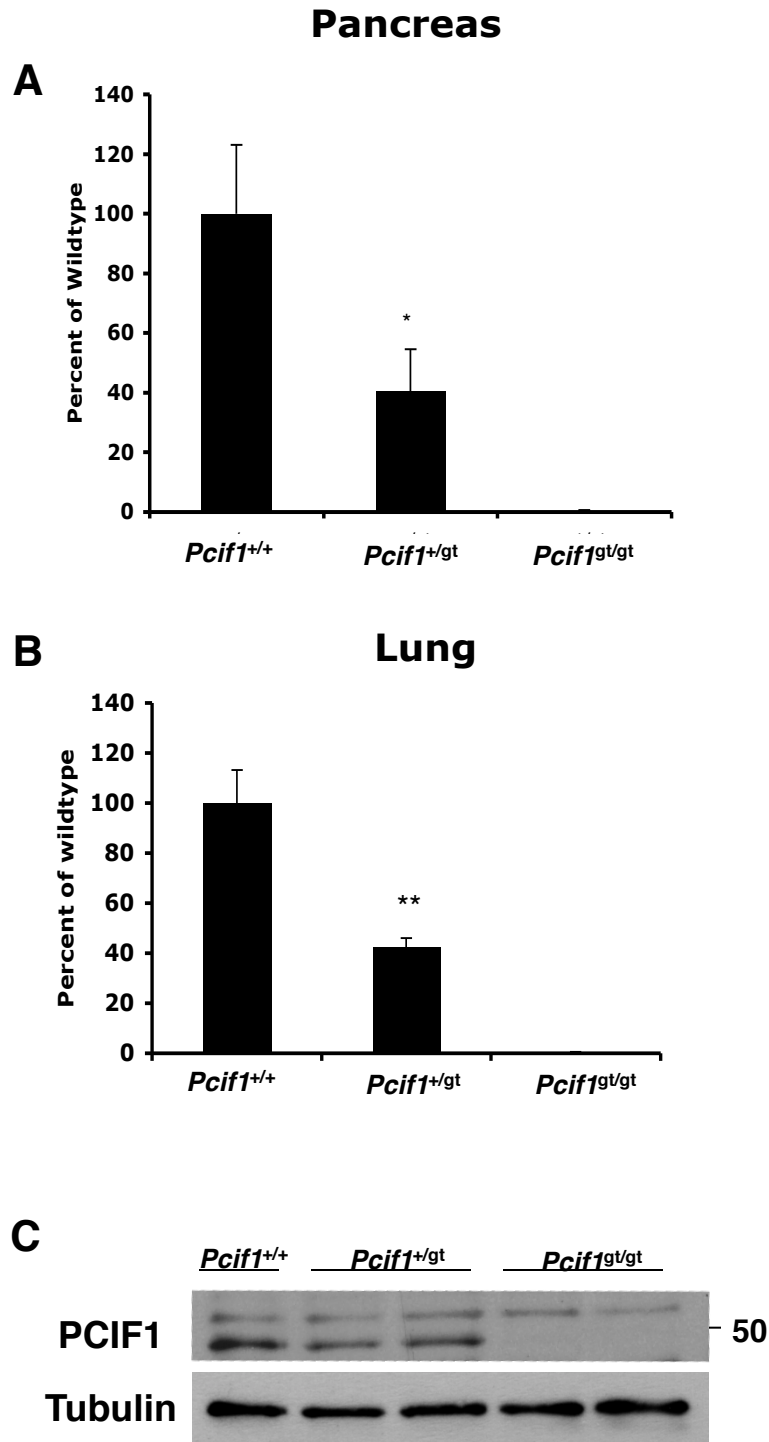 Pancreas
A
140
120
100
80
60
40
20
0
Percent of Wildtype
*
Pcif1+/+ Pcif1+/gt Pcif1gt/gt
B
Lung
140
120
100
80
60
40
20
0
Percent of wildtype
**
Pcif1+/+ Pcif1+/gt Pcif1gt/gt
C
Pcif1+/+ Pcif1+/gt Pcif1gt/gt
PCIF1
50
Tubulin